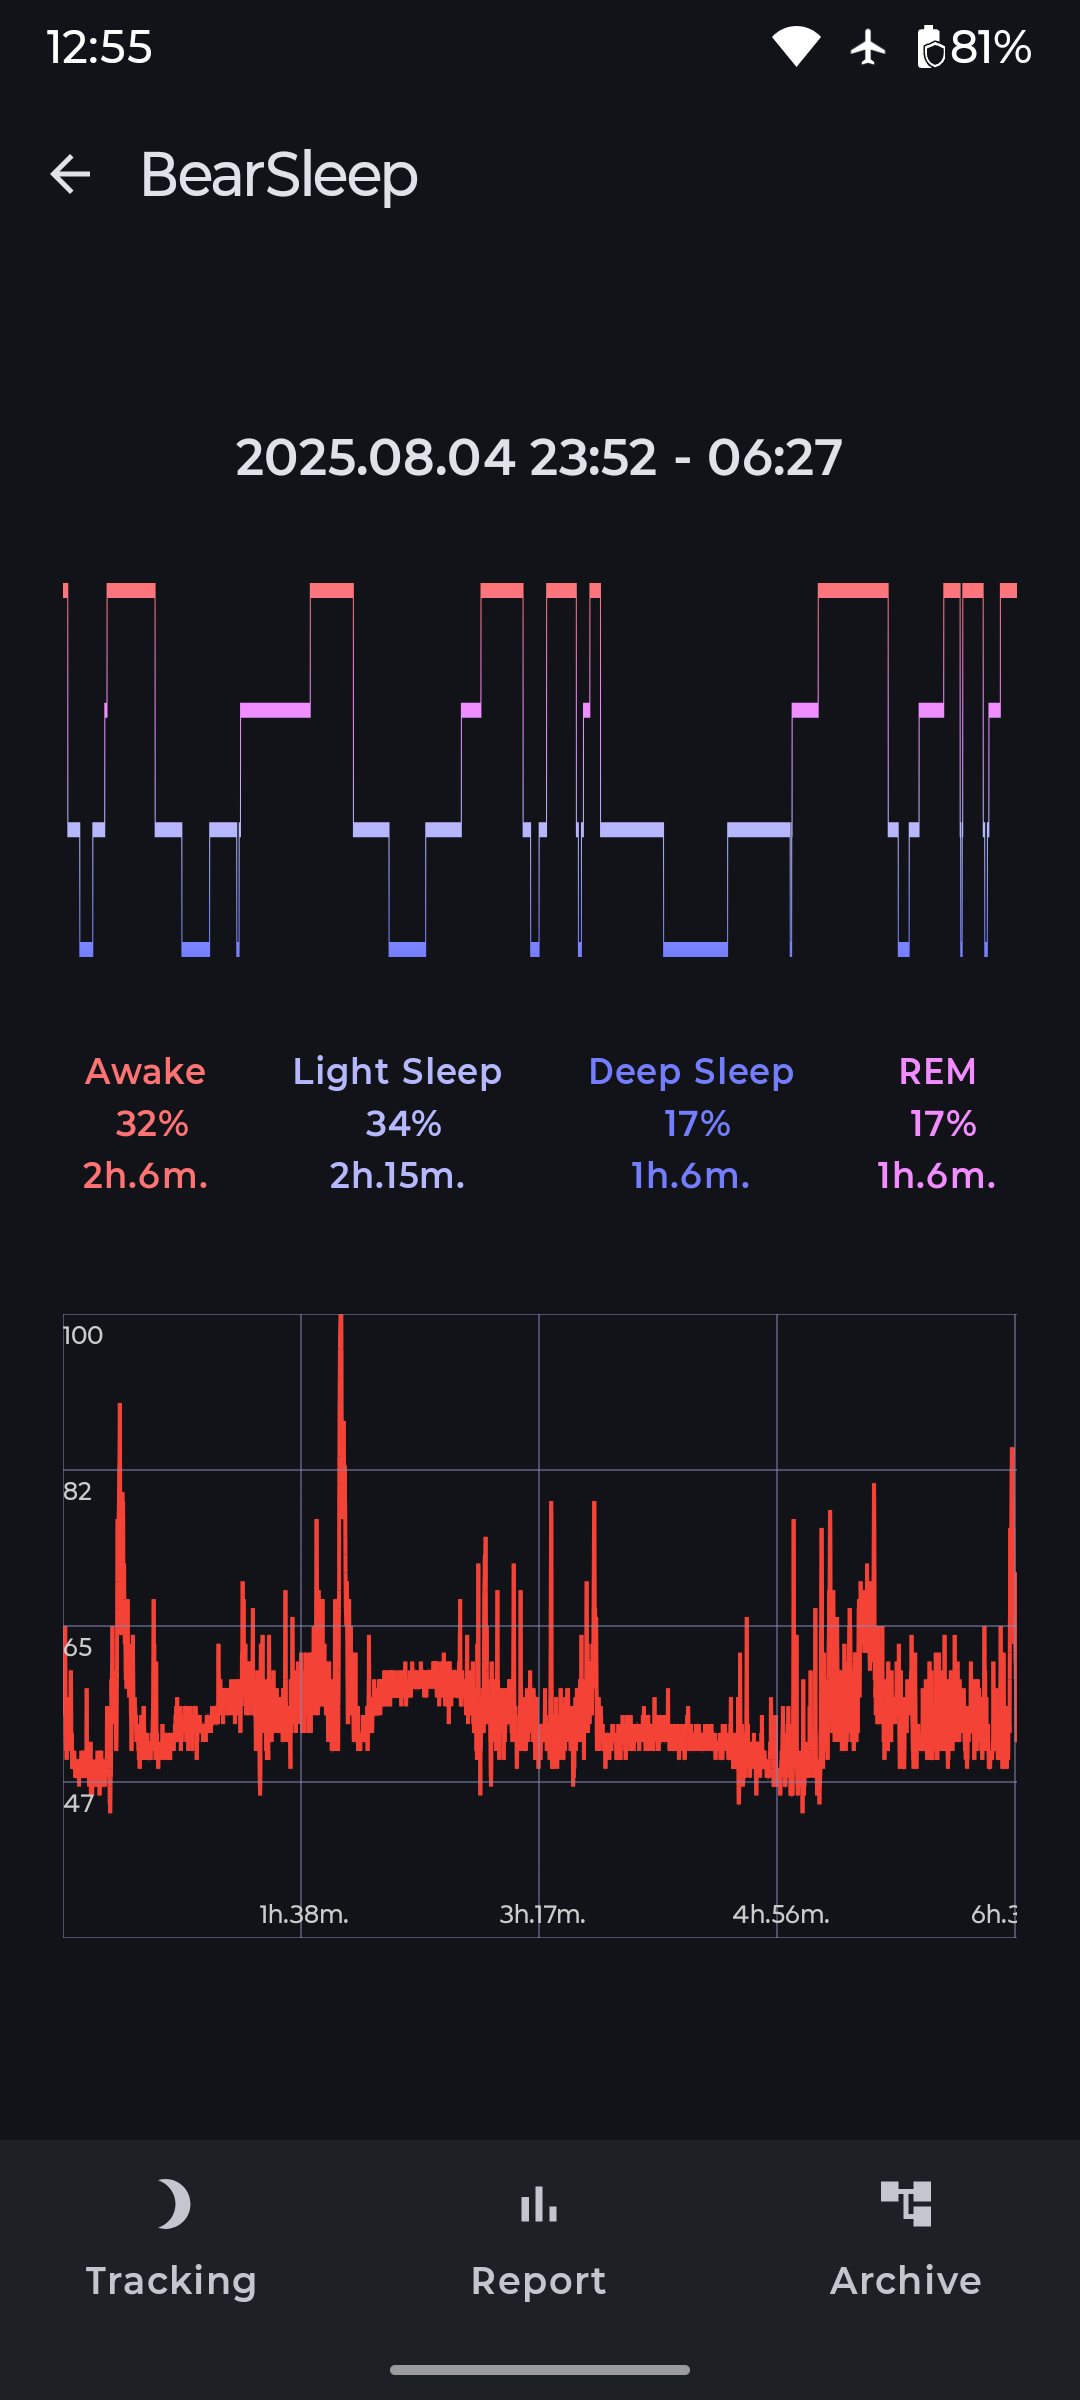 12:55
81%
BearSleep
2025.08.04 23:52 - 06:27
Awake Light Sleep Deep Sleep REM
32% 34% 17% 17%
2h.6m. 2h.15m. 1h.6m. 1h.6m.
100
82
65
47
1h.38m. 3h.17m. 4h.56m. 6h.3
Tracking Report Archive